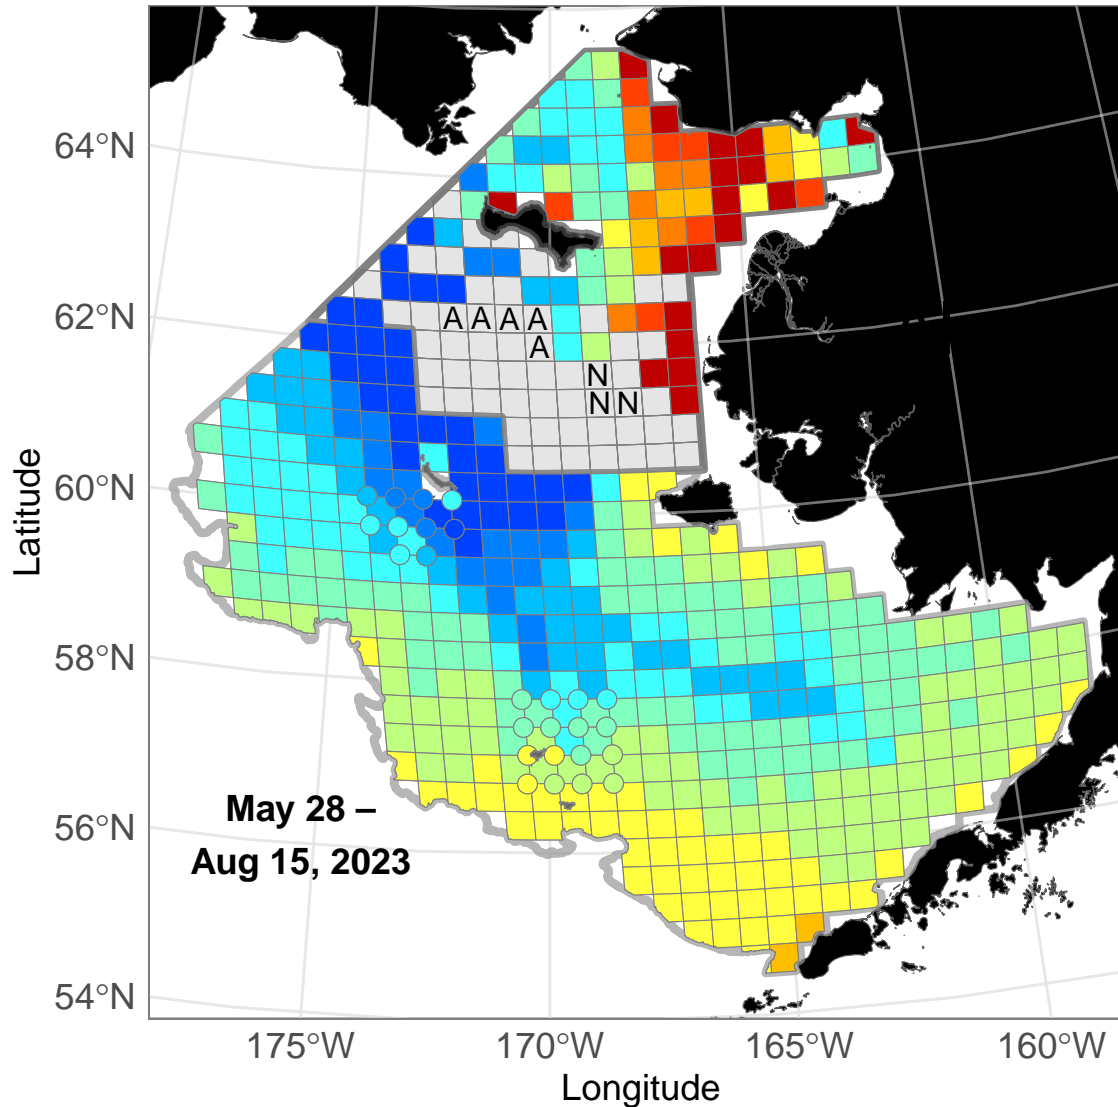 64°N
62°N
A A A A
A
N
N N
60°N
58°N
56°N
May 28 –
Aug 15, 2023
54°N
175°W 170°W 165°W 160°W
Longitude
Latitude